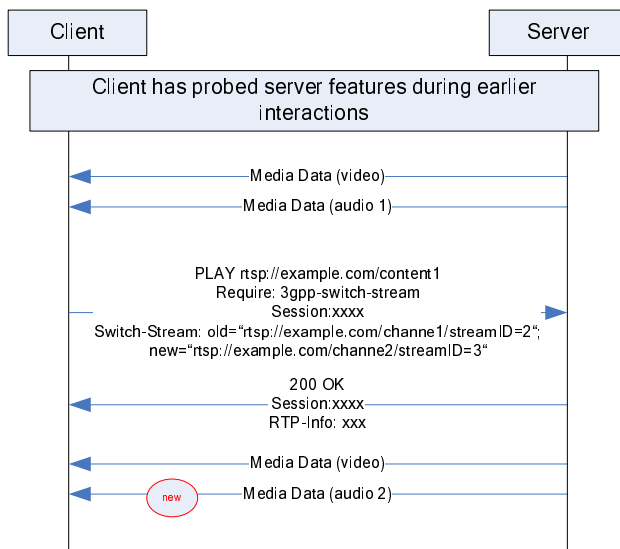 Client
Server
Client has probed server features during earlier
interactions
Media Data (video)
Media Data (audio 1)
PLAY rtsp://example.com/content1
Require: 3gpp-switch-stream
Session:xxxx
Switch-Stream: old=“rtsp://example.com/channe1/streamID=2“;
new=“rtsp://example.com/channe2/streamID=3“
200 OK
Session:xxxx
RTP-Info: xxx
Media Data (video)
new
Media Data (audio 2)